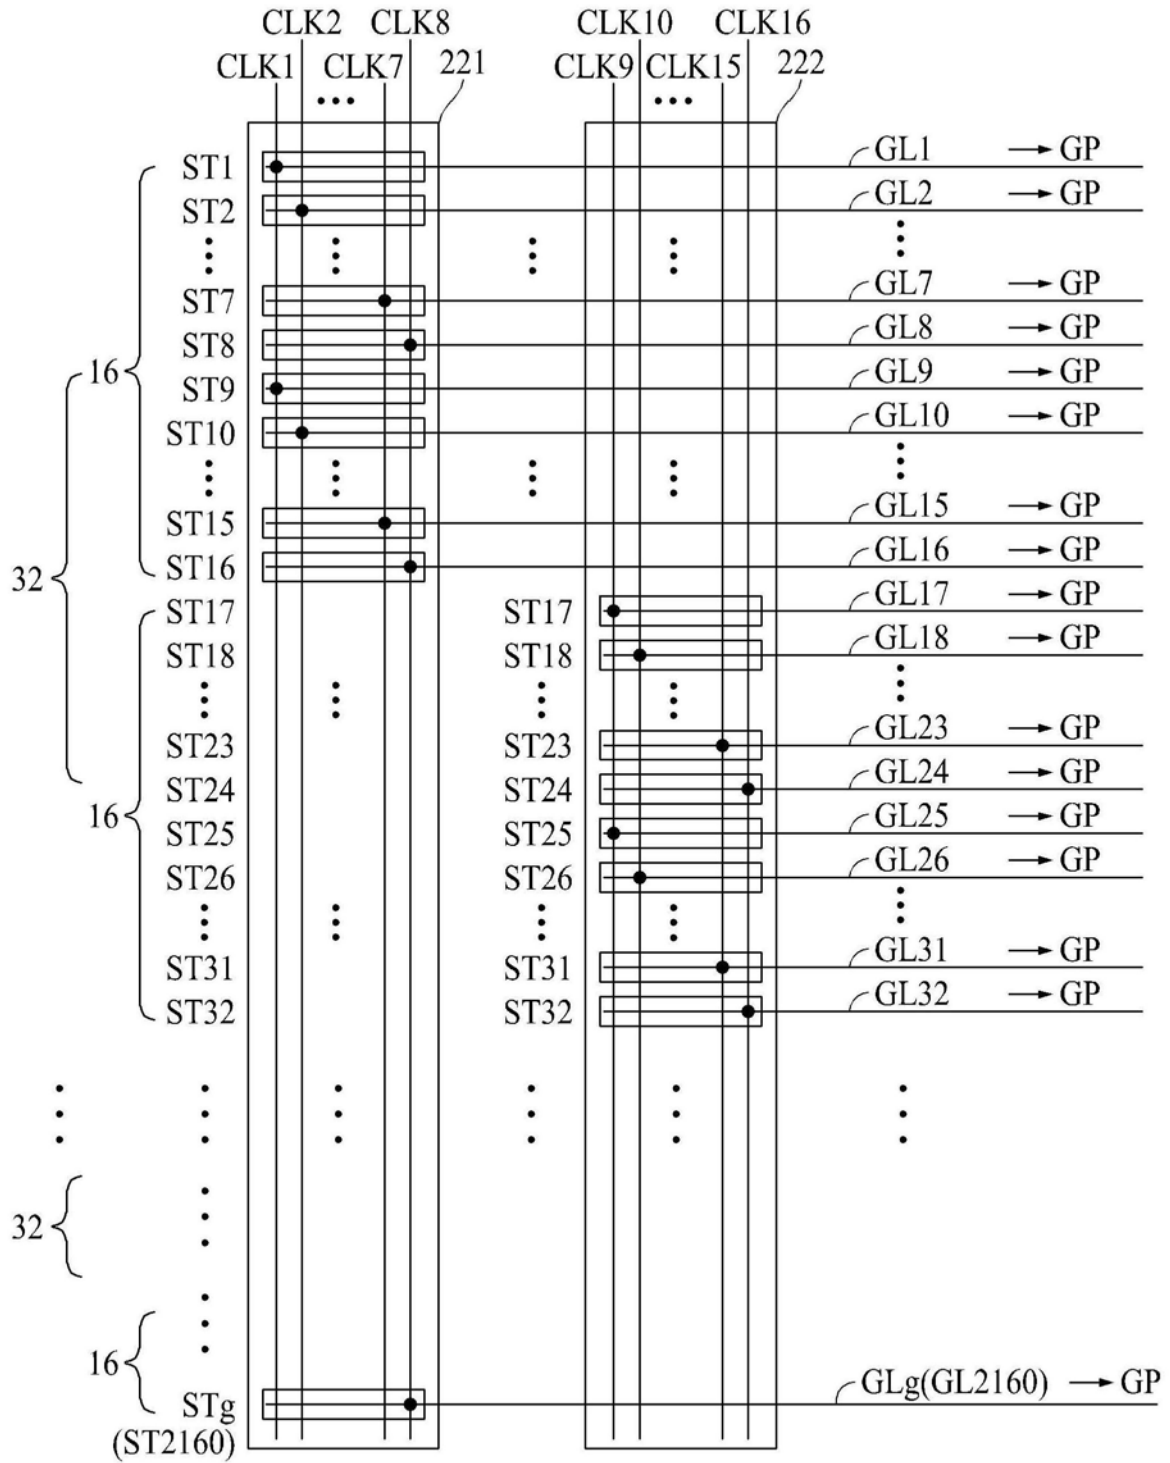 CLK2 CLK8 CLK10 CLK16
CLK1 CLK7 221 CLK9 CLK15 222
ST1 GL1 GP
ST2 GL2 GP
ST7 GL7 GP
ST8 GL8 GP
16 ST9 GL9 GP
ST10 GL10 GP
ST15 GL15 GP
32 ST16 GL16 GP
ST17 ST17 GL17 GP
ST18 ST18 GL18 GP
ST23 ST23 GL23 GP
ST24 ST24 GL24 GP
16 ST25 ST25 GL25 GP
ST26 ST26 GL26 GP
ST31 ST31 GL31 GP
ST32 ST32 GL32 GP
32
16
STg GLg(GL2160) GP
(ST2160)